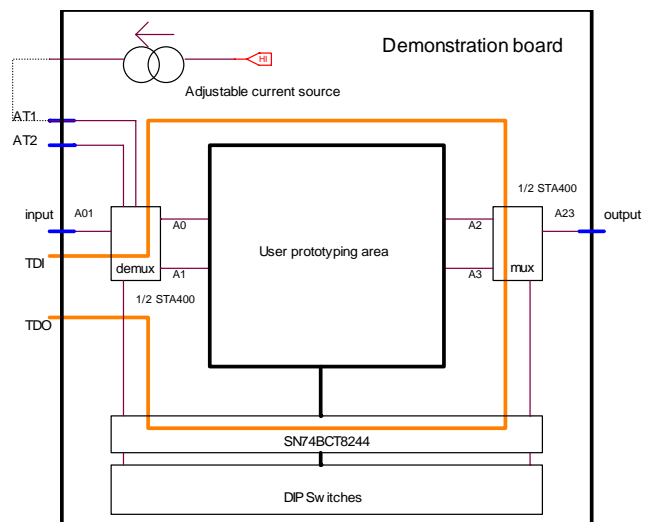 Demonstration board
HI
Adjustable current source
AT1
AT2
1/2 STA400
input
A01
A0
A2
A23
output
User prototyping area
TDI
demux
A1
A3
mux
1/2 STA400
TDO
SN74BCT8244
DIP Switches